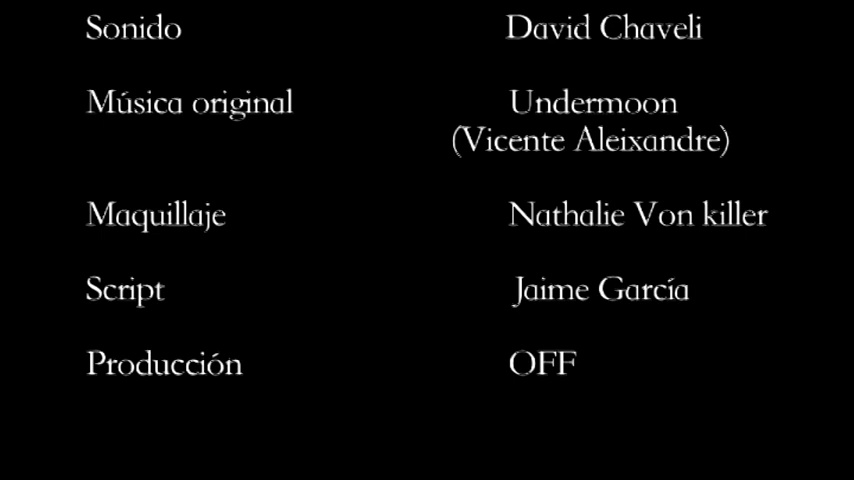 Sonido David Chaveli
Música original Undermoon
(Vicente Aleixandre)
Maquillaje Nathalie Von killer
Script Jaime García
Producción OFF